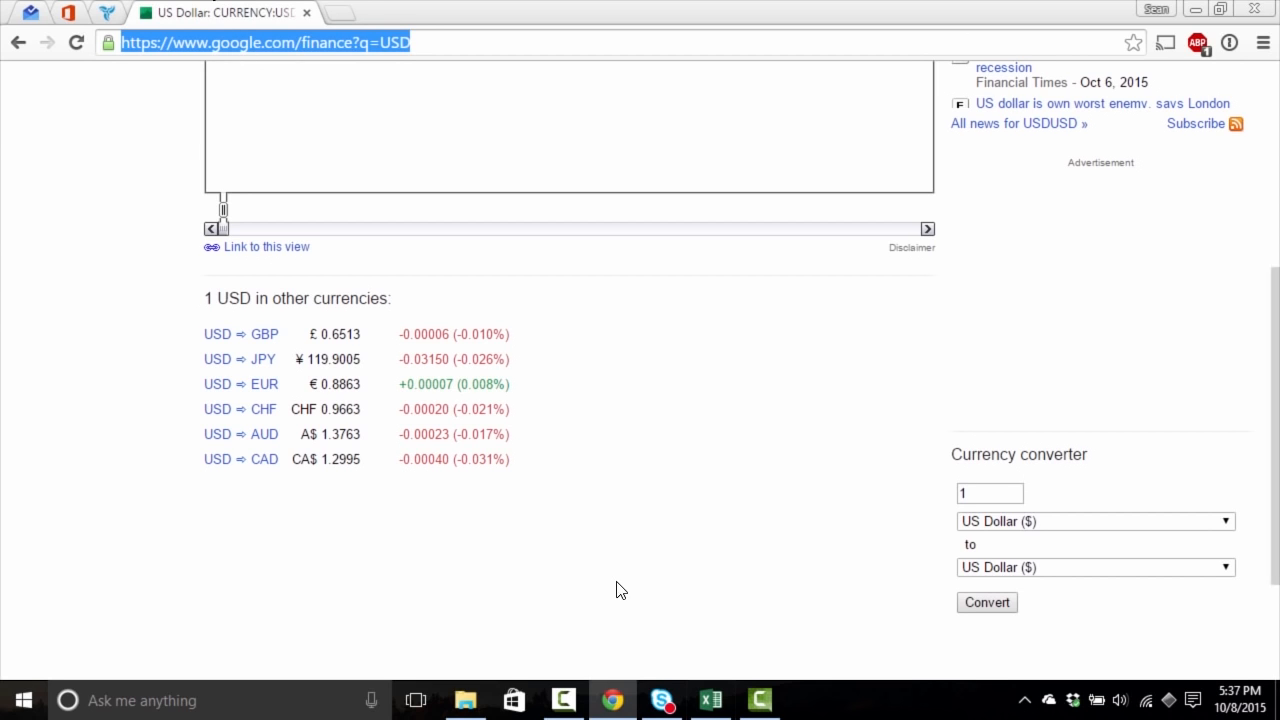 US Dollar: CURRENCY:USD
Sean
https://www.google.com/finance?q=USD
ABP
1
recession
Financial Times - Oct 6, 2015
F US dollar is own worst enemy, says London
All news for USDUSD »
Subscribe
Advertisement
Link to this view
Disclaimer
1 USD in other currencies:
USD ⇨ GBP £ 0.6513 -0.00006 (-0.010%)
USD ⇨ JPY ¥ 119.9005 -0.03150 (-0.026%)
USD ⇨ EUR € 0.8863 +0.00007 (0.008%)
USD ⇨ CHF CHF 0.9663 -0.00020 (-0.021%)
USD ⇨ AUD A$ 1.3763 -0.00023 (-0.017%)
USD ⇨ CAD CA$ 1.2995 -0.00040 (-0.031%)
Currency converter
1
US Dollar ($)
to
US Dollar ($)
Convert
Ask me anything
5:37 PM
10/8/2015